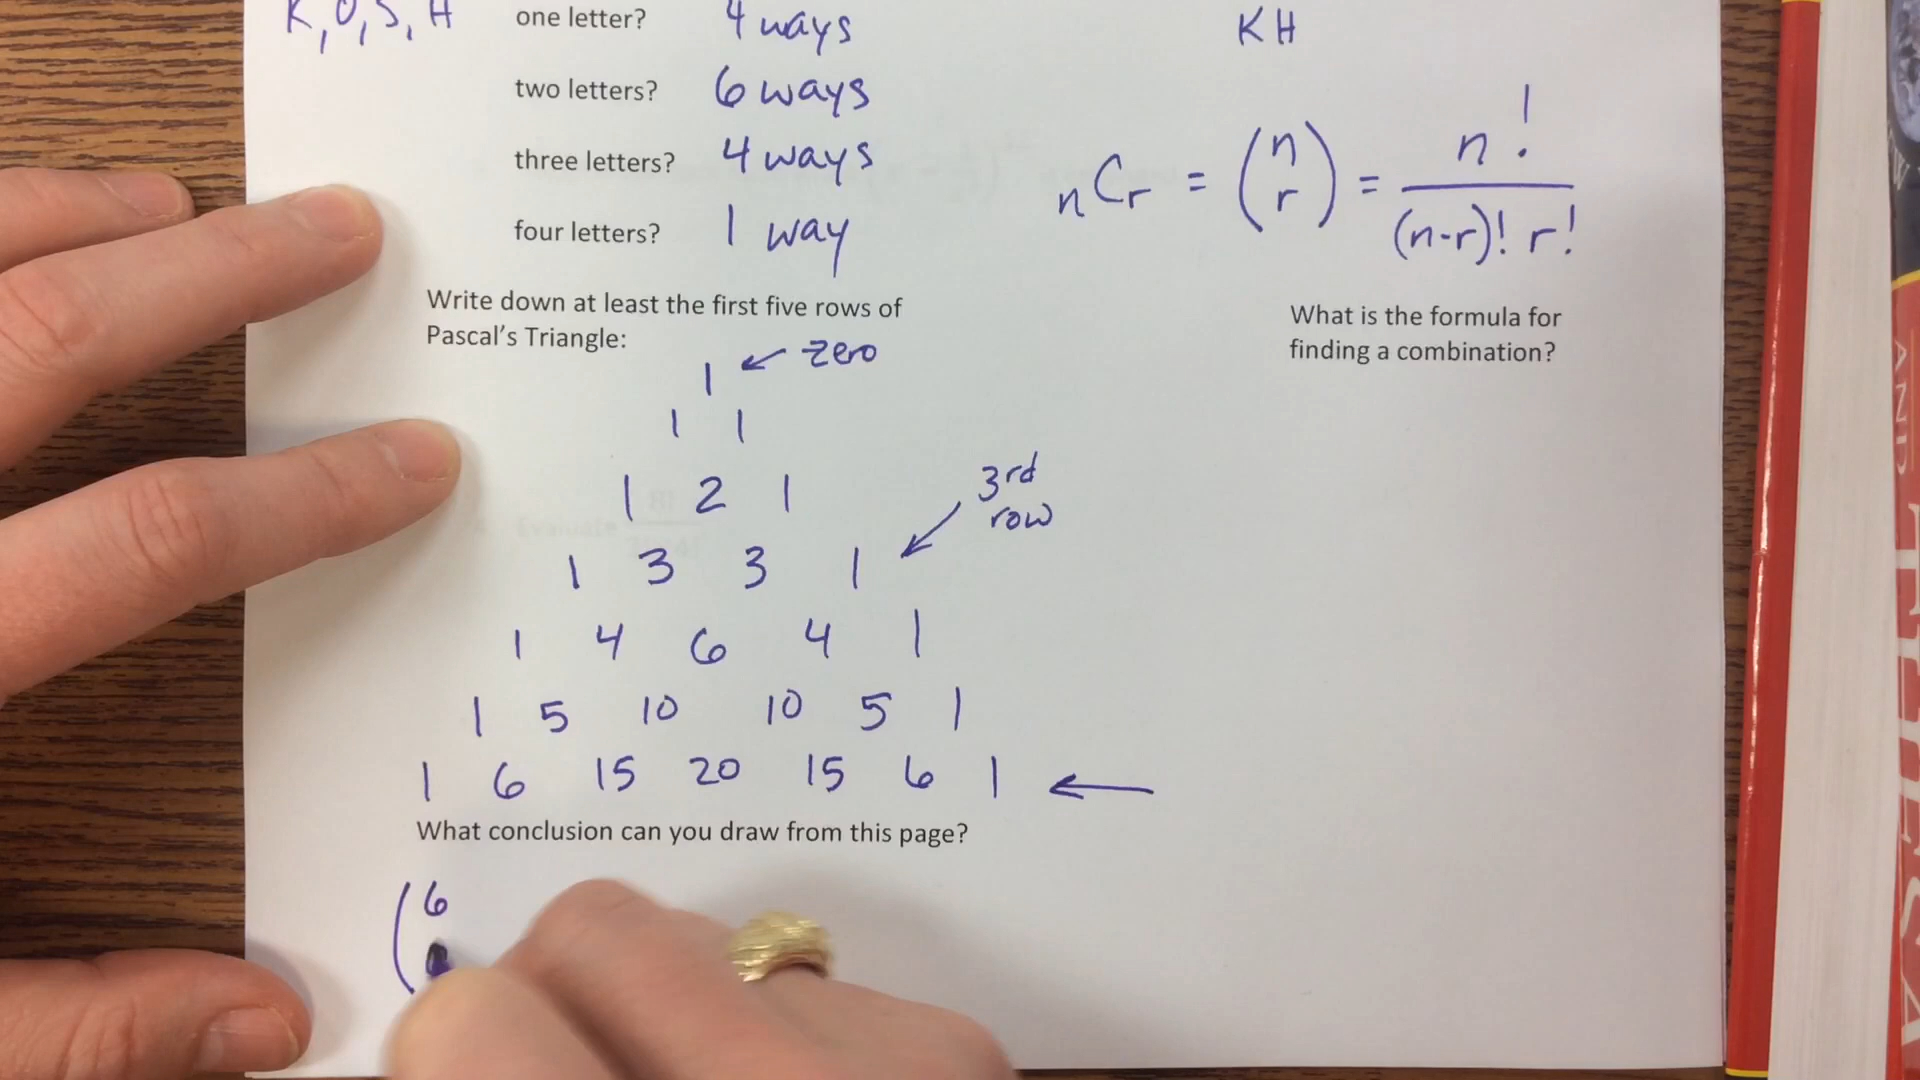 K, O, S, H one letter? 4 ways KH
two letters? 6 ways
three letters? 4 ways
four letters? 1 way
nCr = (n r) = n! / (n-r)! r!
Write down at least the first five rows of
Pascal's Triangle:
What is the formula for
finding a combination?
1 ← zero
1 1
1 2 1
3rd
row
1 3 3 1
1 4 6 4 1
1 5 10 10 5 1
1 6 15 20 15 6 1 ←
What conclusion can you draw from this page?
( 6
AND